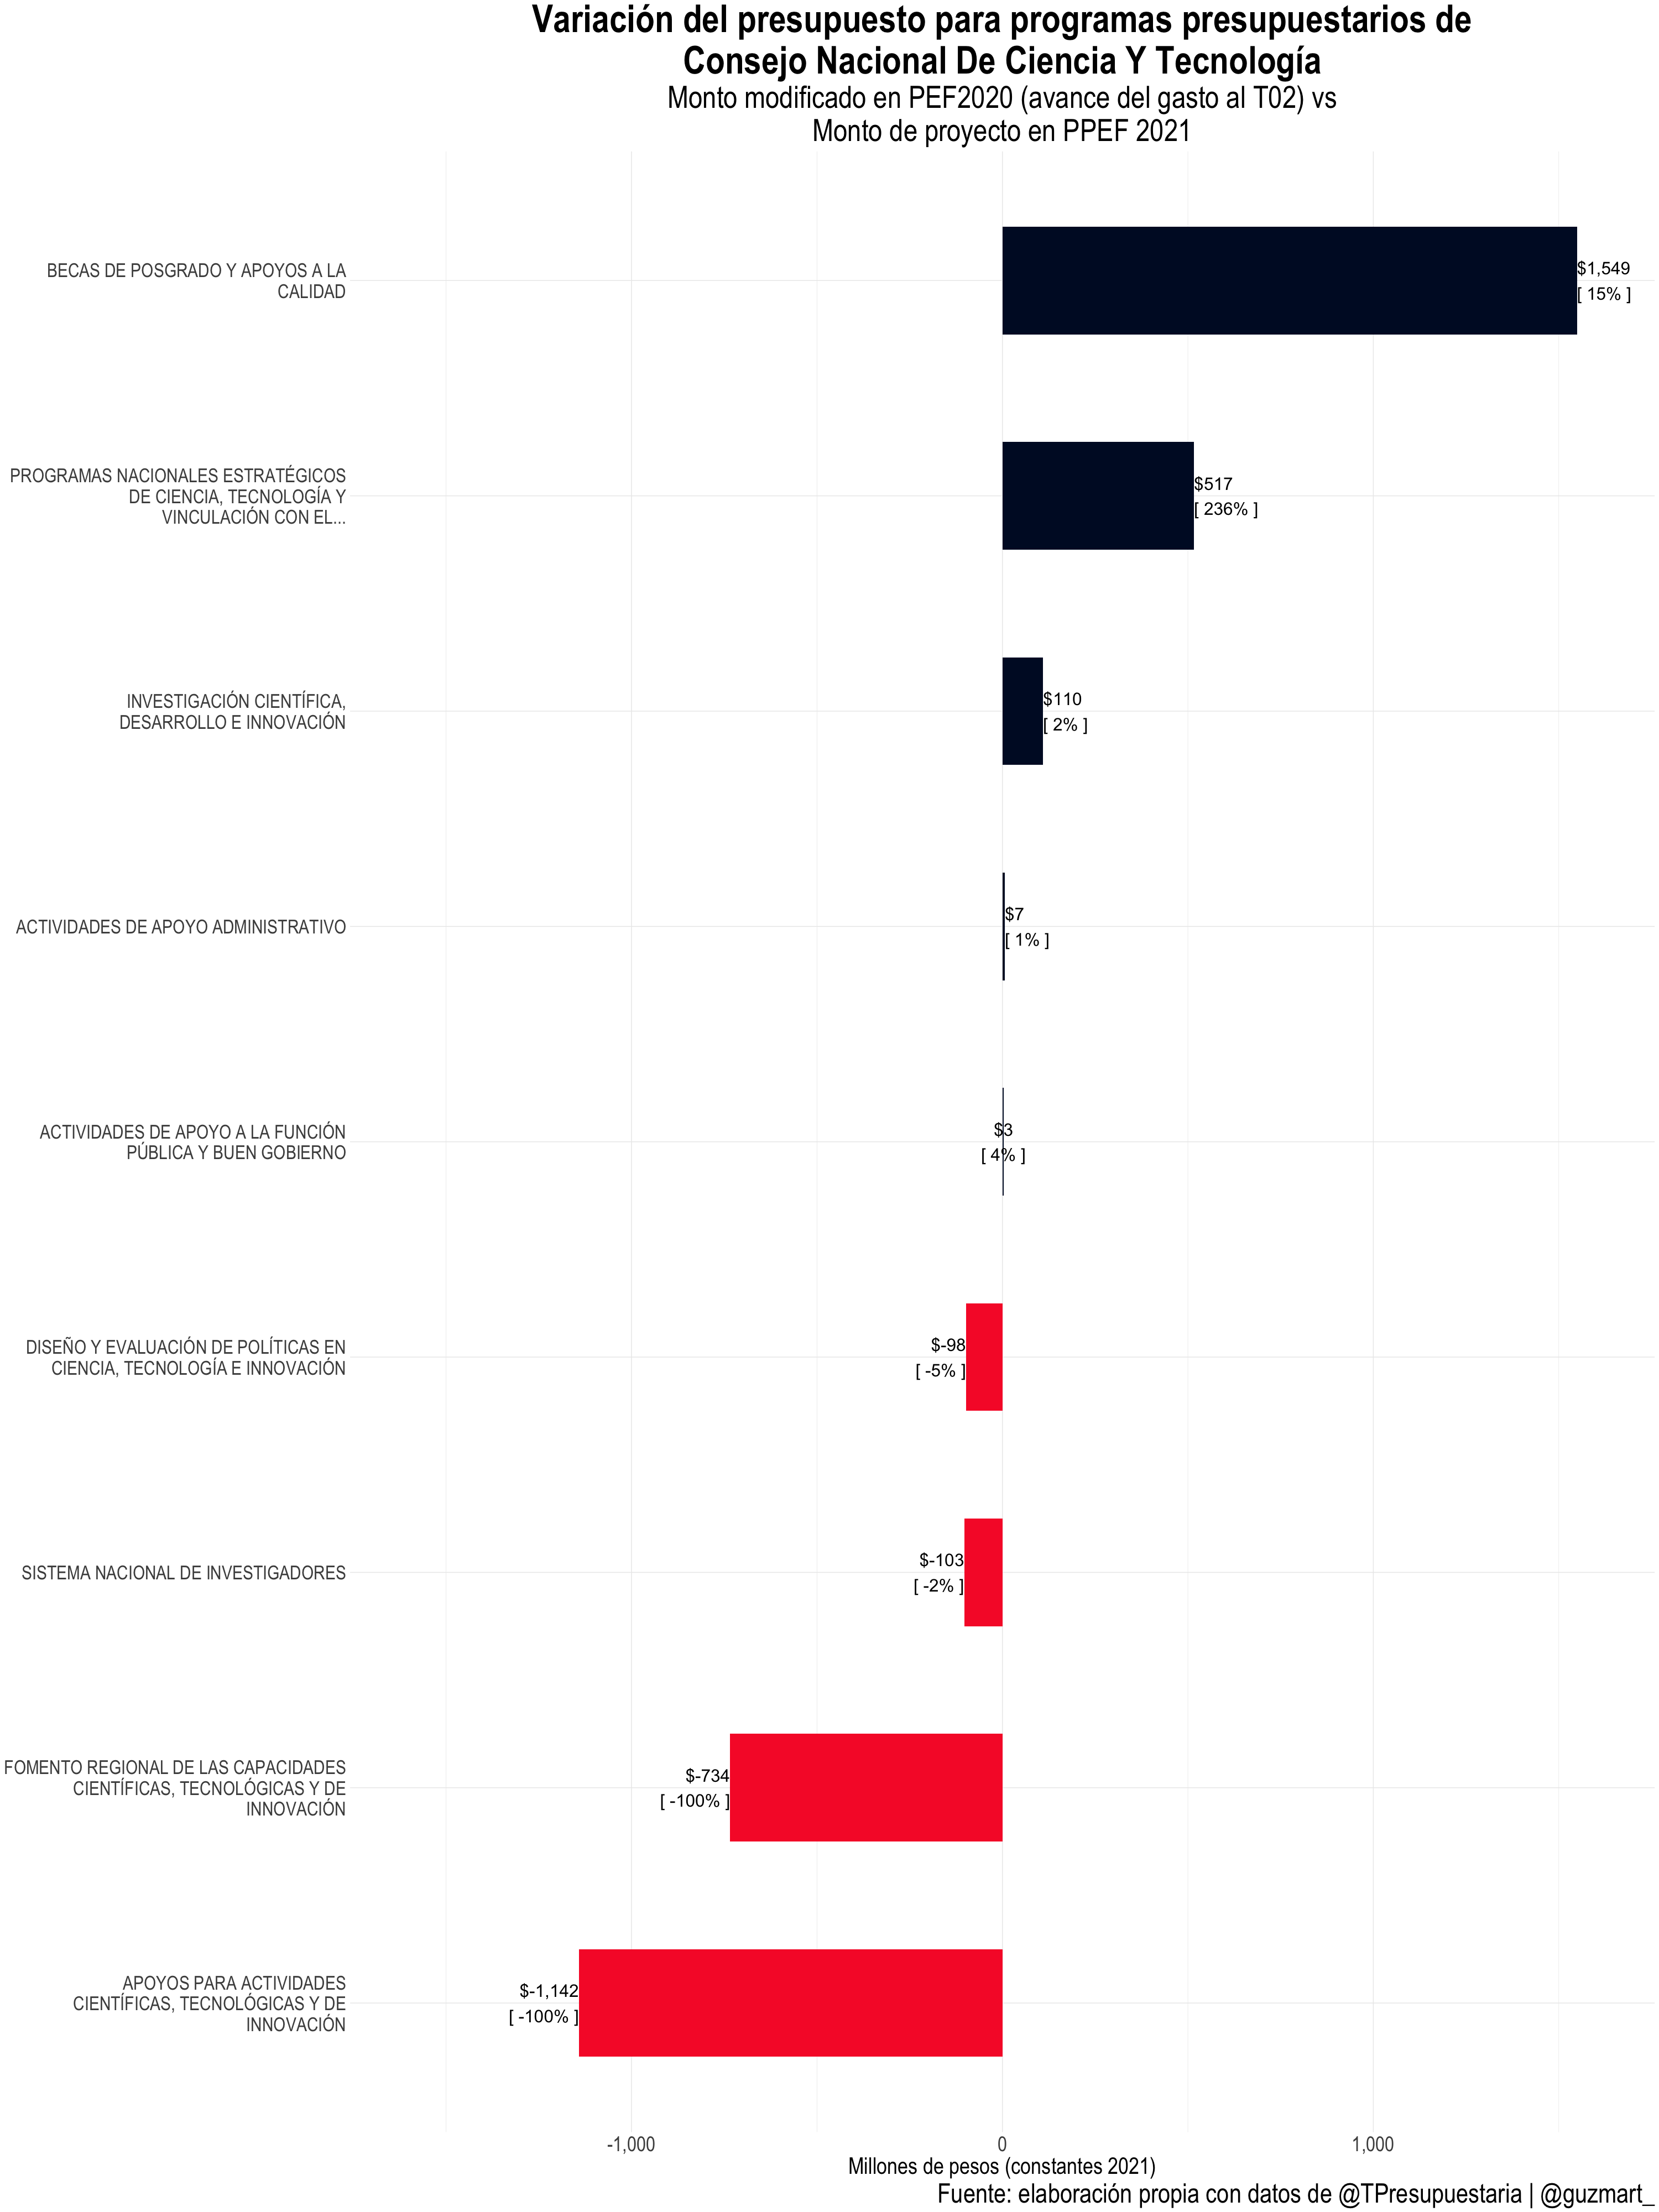 Variación del presupuesto para programas presupuestarios de
Consejo Nacional De Ciencia Y Tecnología
Monto modificado en PEF2020 (avance del gasto al T02) vs
Monto de proyecto en PPEF 2021
BECAS DE POSGRADO Y APOYOS A LA
CALIDAD
$1,549
[ 15% ]
PROGRAMAS NACIONALES ESTRATÉGICOS
DE CIENCIA, TECNOLOGÍA Y
VINCULACIÓN CON EL...
$517
[ 236% ]
INVESTIGACIÓN CIENTÍFICA,
DESARROLLO E INNOVACIÓN
$110
[ 2% ]
ACTIVIDADES DE APOYO ADMINISTRATIVO
$7
[ 1% ]
ACTIVIDADES DE APOYO A LA FUNCIÓN
PÚBLICA Y BUEN GOBIERNO
$3
[ 4% ]
DISEÑO Y EVALUACIÓN DE POLÍTICAS EN
CIENCIA, TECNOLOGÍA E INNOVACIÓN
$-98
[ -5% ]
SISTEMA NACIONAL DE INVESTIGADORES
$-103
[ -2% ]
FOMENTO REGIONAL DE LAS CAPACIDADES
CIENTÍFICAS, TECNOLÓGICAS Y DE
INNOVACIÓN
$-734
[ -100% ]
APOYOS PARA ACTIVIDADES
CIENTÍFICAS, TECNOLÓGICAS Y DE
INNOVACIÓN
$-1,142
[ -100% ]
-1,000 0 1,000
Millones de pesos (constantes 2021)
Fuente: elaboración propia con datos de @TPresupuestaria | @guzmart_